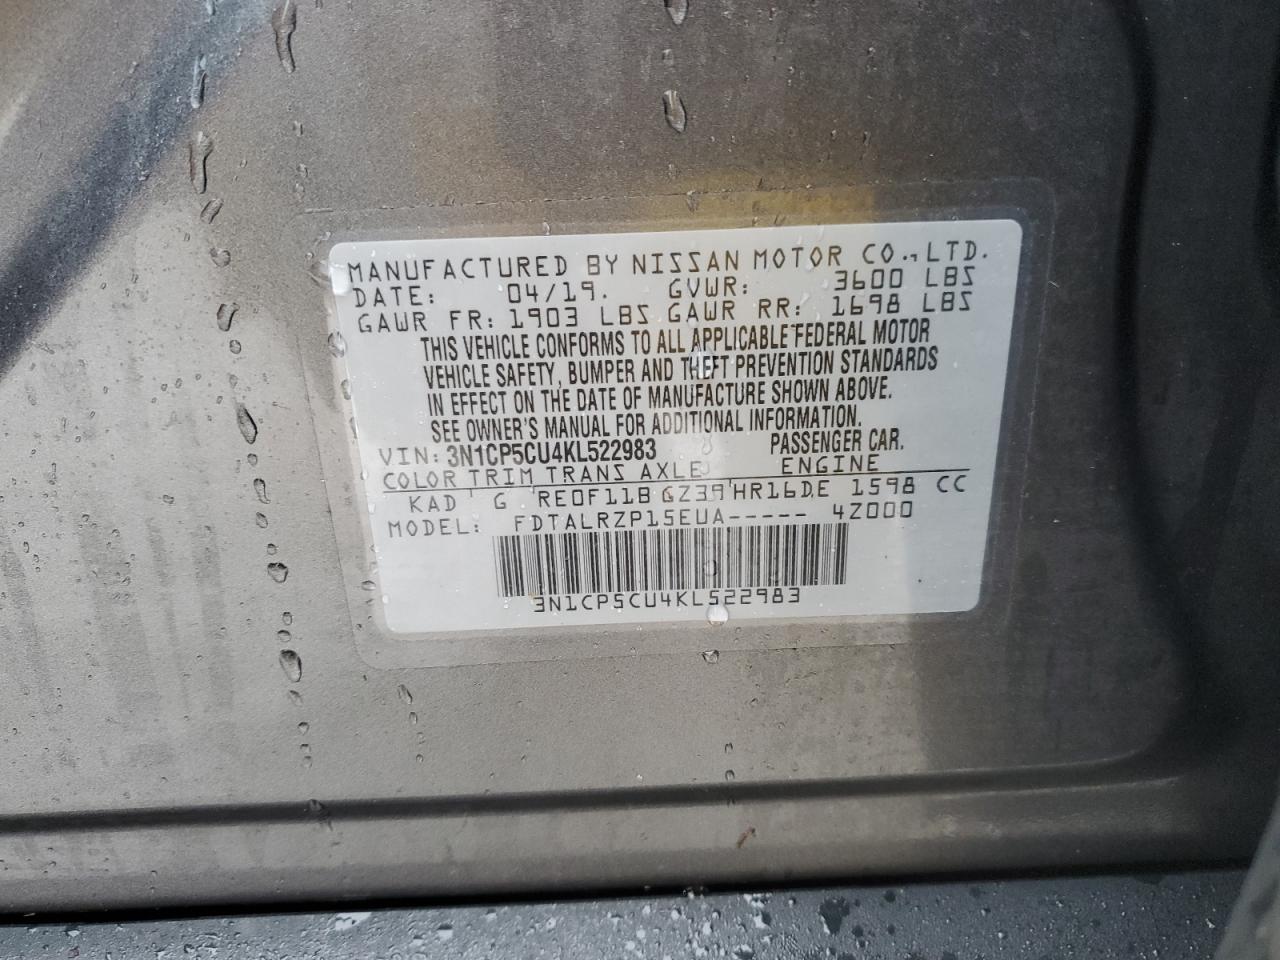 MANUFACTURED BY NISSAN MOTOR CO., LTD.
DATE: 04/19. GVWR: 3600 LBS
GAWR FR: 1903 LBS GAWR RR: 1698 LBS
THIS VEHICLE CONFORMS TO ALL APPLICABLE FEDERAL MOTOR
VEHICLE SAFETY, BUMPER AND THEFT PREVENTION STANDARDS
IN EFFECT ON THE DATE OF MANUFACTURE SHOWN ABOVE.
SEE OWNER'S MANUAL FOR ADDITIONAL INFORMATION.
VIN: 3N1CP5CU4KL522983 PASSENGER CAR.
COLOR TRIM TRANS AXLE ENGINE
KAD G RE0F11B GZ39 HR16DE 1598 CC
MODEL: FDTALRZP15EUA----- 4Z000
3N1CP5CU4KL522983